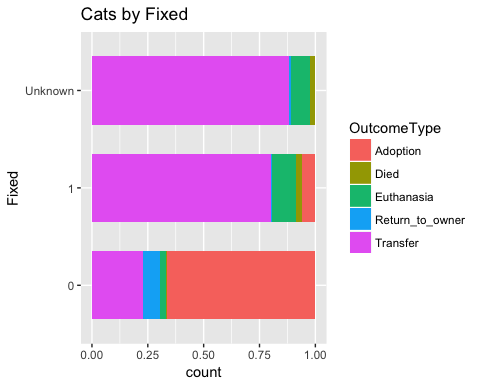 Cats by Fixed
Fixed
Unknown
1
0
0.00 0.25 0.50 0.75 1.00
count
OutcomeType
Adoption
Died
Euthanasia
Return_to_owner
Transfer